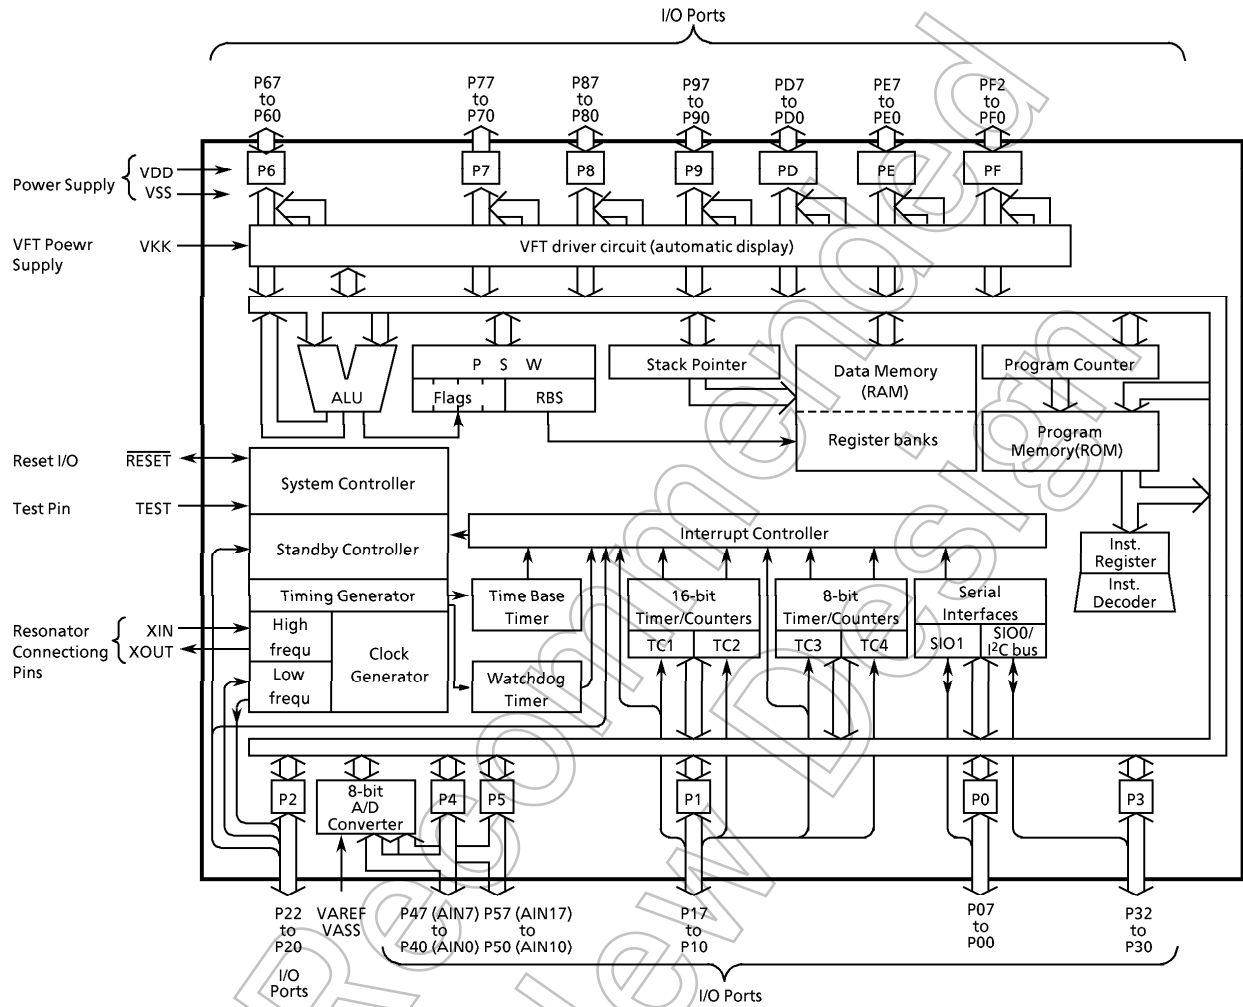 I/O Ports
P67 to P60
P77 to P70
P87 to P80
P97 to P90
PD7 to PD0
PE7 to PE0
PF2 to PF0
Power Supply
VDD
VSS
P6
P7
P8
P9
PD
PE
PF
VFT Poewr
Supply
VKK
VFT driver circuit (automatic display)
ALU
P S W
Flags
RBS
Stack Pointer
Data Memory
(RAM)
Register banks
Program Counter
Program
Memory(ROM)
Reset I/O
RESET
Test Pin
TEST
System Controller
Standby Controller
Interrupt Controller
Inst.
Register
Inst.
Decoder
Timing Generator
Time Base
Timer
16-bit
Timer/Counters
TC1
TC2
8-bit
Timer/Counters
TC3
TC4
Serial
Interfaces
SIO1
SIO0/
I²C bus
Resonator
Connectiong
Pins
XIN
XOUT
High
frequ
Low
frequ
Clock
Generator
Watchdog
Timer
P2
8-bit
A/D
Converter
P4
P5
P1
P0
P3
P22
to
P20
I/O
Ports
VAREF
VASS
P47 (AIN7)
to
P40 (AIN0)
P57 (AIN17)
to
P50 (AIN10)
P17
to
P10
P07
to
P00
P32
to
P30
I/O Ports
Recommended
New Design